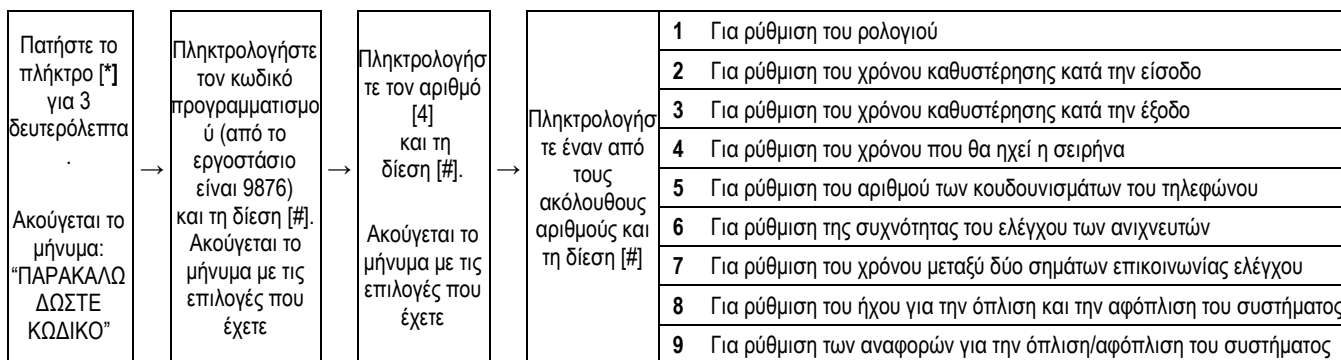 Πατήστε το
πλήκτρο [*]
για 3
δευτερόλεπτα
.
Ακούγεται το
μήνυμα:
“ΠΑΡΑΚΑΛΩ
ΔΩΣΤΕ
ΚΩΔΙΚΟ”
→
Πληκτρολογήστε
τον κωδικό
προγραμματισμο
ύ (από το
εργοστάσιο
είναι 9876)
και τη δίεση [#].
Ακούγεται το
μήνυμα με τις
επιλογές που
έχετε
→
Πληκτρολογήσ
τε τον αριθμό
[4]
και τη
δίεση [#].
Ακούγεται το
μήνυμα με τις
επιλογές που
έχετε
→
Πληκτρολογήσ
τε έναν από
τους
ακόλουθους
αριθμούς και
τη δίεση [#]
1 Για ρύθμιση του ρολογιού
2 Για ρύθμιση του χρόνου καθυστέρησης κατά την είσοδο
3 Για ρύθμιση του χρόνου καθυστέρησης κατά την έξοδο
4 Για ρύθμιση του χρόνου που θα ηχεί η σειρήνα
5 Για ρύθμιση του αριθμού των κουδουνισμάτων του τηλεφώνου
6 Για ρύθμιση της συχνότητας του ελέγχου των ανιχνευτών
7 Για ρύθμιση του χρόνου μεταξύ δύο σημάτων επικοινωνίας ελέγχου
8 Για ρύθμιση του ήχου για την όπλιση και την αφόπλιση του συστήματος
9 Για ρύθμιση των αναφορών για την όπλιση/αφόπλιση του συστήματος